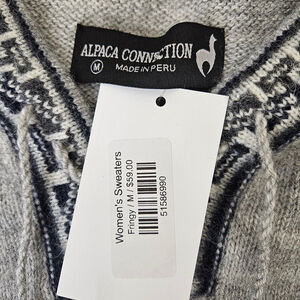 ALPACA CONNECTION
M
MADE IN PERU
Women's Sweaters
Fringy / M / $59.00
51586990